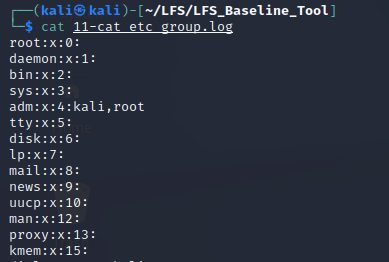 ┌──(kali㉿kali)-[~/LFS/LFS_Baseline_Tool]
└─$ cat 11-cat_etc_group.log
root:x:0:
daemon:x:1:
bin:x:2:
sys:x:3:
adm:x:4:kali,root
tty:x:5:
disk:x:6:
lp:x:7:
mail:x:8:
news:x:9:
uucp:x:10:
man:x:12:
proxy:x:13:
kmem:x:15: